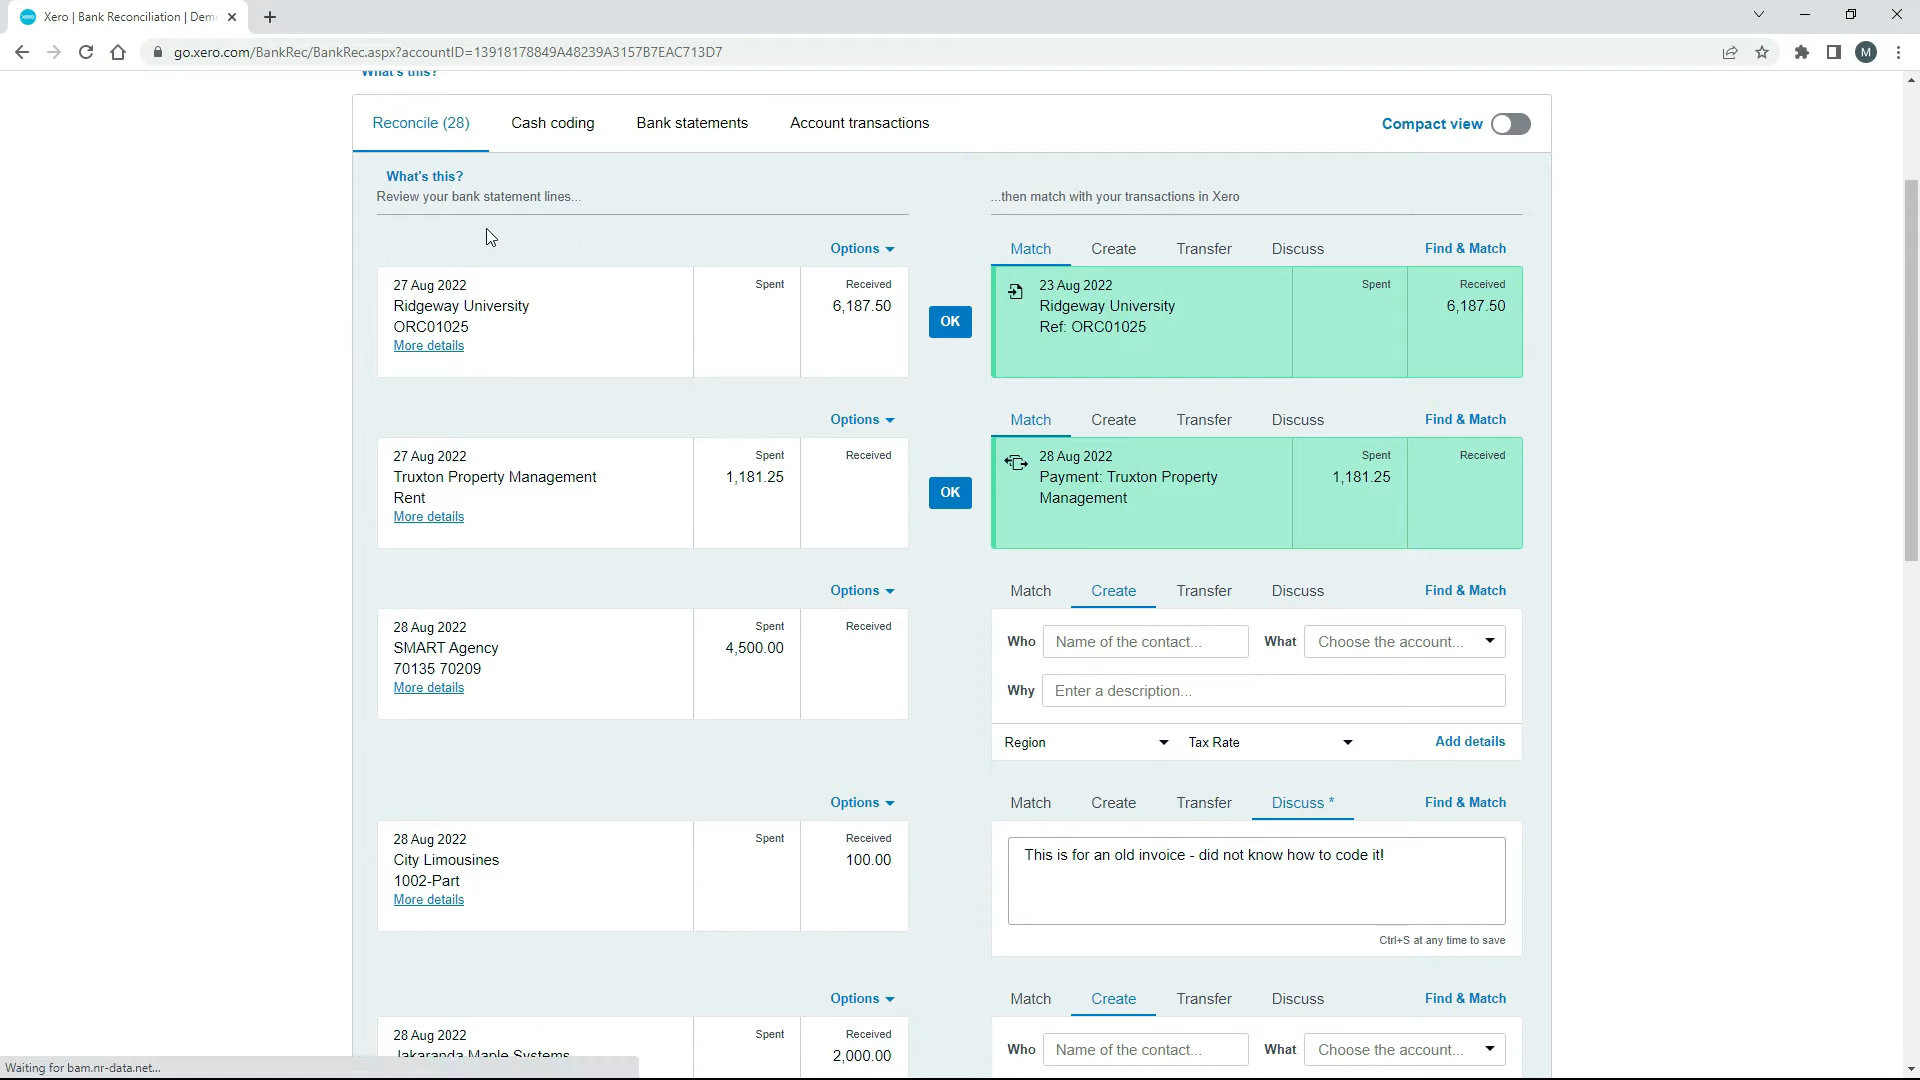 Xero | Bank Reconciliation | Dem
go.xero.com/BankRec/BankRec.aspx?accountID=13918178849A48239A3157B7EAC713D7
M
What's this?
Reconcile (28) Cash coding Bank statements Account transactions Compact view
What's this?
Review your bank statement lines... ...then match with your transactions in Xero
Options Match Create Transfer Discuss Find & Match
27 Aug 2022 Spent Received 23 Aug 2022 Spent Received
Ridgeway University 6,187.50 OK Ridgeway University 6,187.50
ORC01025 Ref: ORC01025
More details
Options Match Create Transfer Discuss Find & Match
27 Aug 2022 Spent Received 28 Aug 2022 Spent Received
Truxton Property Management 1,181.25 OK Payment: Truxton Property 1,181.25
Rent Management
More details
Options Match Create Transfer Discuss Find & Match
28 Aug 2022 Spent Received
SMART Agency 4,500.00 Who Name of the contact... What Choose the account...
70135 70209
More details Why Enter a description...
Region Tax Rate Add details
Options Match Create Transfer Discuss * Find & Match
28 Aug 2022 Spent Received
City Limousines 100.00 This is for an old invoice - did not know how to code it!
1002-Part
More details
Ctrl+S at any time to save
Options Match Create Transfer Discuss Find & Match
28 Aug 2022 Spent Received
Jakaranda Maple Systems 2,000.00 Who Name of the contact... What Choose the account...
Waiting for bam.nr-data.net...